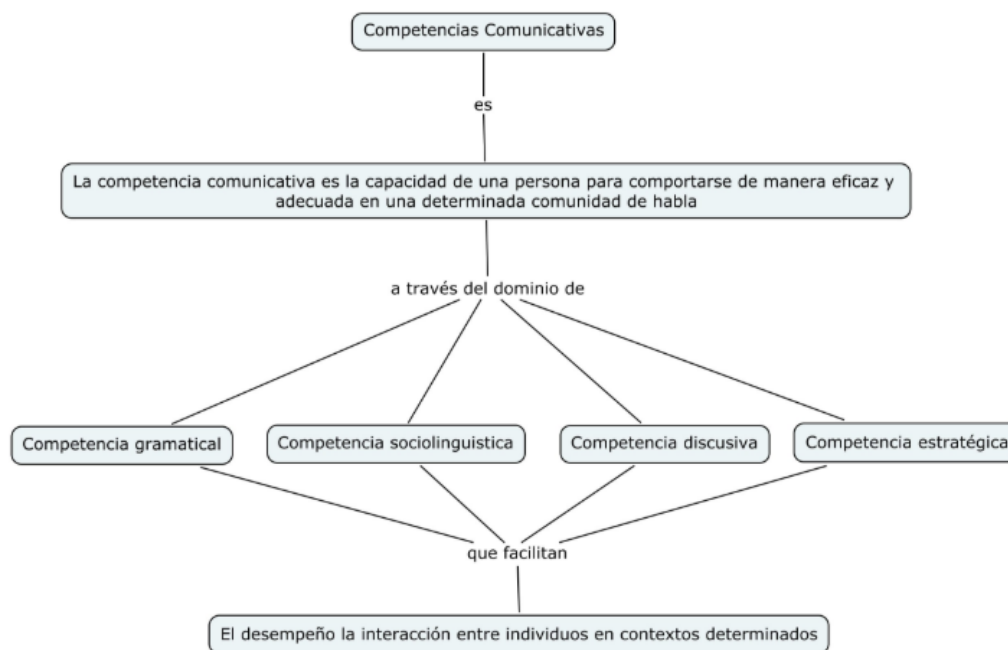 Competencias Comunicativas
es
La competencia comunicativa es la capacidad de una persona para comportarse de manera eficaz y
adecuada en una determinada comunidad de habla
a través del dominio de
Competencia gramatical
Competencia sociolinguistica
Competencia discusiva
Competencia estratégica
que facilitan
El desempeño la interacción entre individuos en contextos determinados